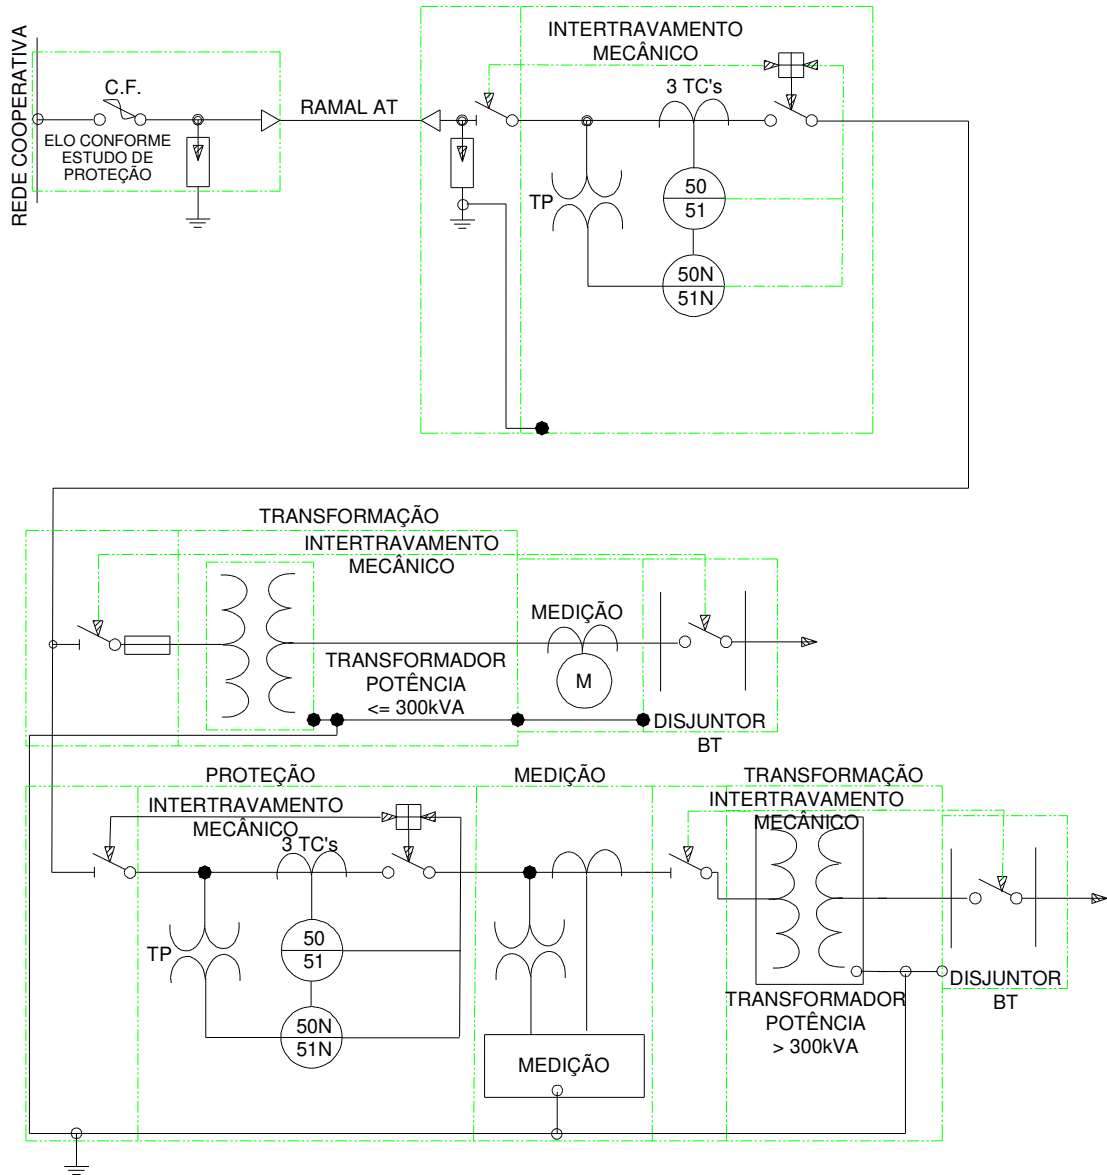 REDE COOPERATIVA
C.F.
ELO CONFORME
ESTUDO DE
PROTEÇÃO
RAMAL AT
INTERTRAVAMENTO
MECÂNICO
3 TC's
TP
50
51
50N
51N
TRANSFORMAÇÃO
INTERTRAVAMENTO
MECÂNICO
MEDIÇÃO
M
TRANSFORMADOR
POTÊNCIA
<= 300kVA
DISJUNTOR
BT
PROTEÇÃO
INTERTRAVAMENTO
MECÂNICO
3 TC's
TP
50
51
50N
51N
MEDIÇÃO
MEDIÇÃO
TRANSFORMAÇÃO
INTERTRAVAMENTO
MECÂNICO
TRANSFORMADOR
POTÊNCIA
> 300kVA
DISJUNTOR
BT